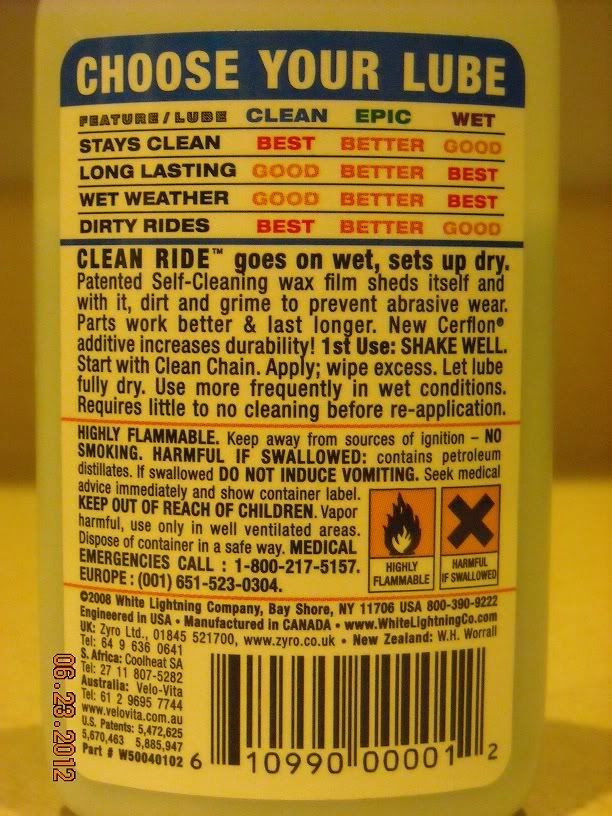 CHOOSE YOUR LUBE
FEATURE / LUBE CLEAN EPIC WET
STAYS CLEAN BEST BETTER GOOD
LONG LASTING GOOD BETTER BEST
WET WEATHER GOOD BETTER BEST
DIRTY RIDES BEST BETTER GOOD
CLEAN RIDE™ goes on wet, sets up dry.
Patented Self-Cleaning wax film sheds itself and
with it, dirt and grime to prevent abrasive wear.
Parts work better & last longer. New Cerflon®
additive increases durability! 1st Use: SHAKE WELL.
Start with Clean Chain. Apply; wipe excess. Let lube
fully dry. Use more frequently in wet conditions.
Requires little to no cleaning before re-application.
HIGHLY FLAMMABLE. Keep away from sources of ignition – NO
SMOKING. HARMFUL IF SWALLOWED: contains petroleum
distillates. If swallowed DO NOT INDUCE VOMITING. Seek medical
advice immediately and show container label.
KEEP OUT OF REACH OF CHILDREN. Vapor
harmful, use only in well ventilated areas.
Dispose of container in a safe way. MEDICAL
EMERGENCIES CALL : 1-800-217-5157.
EUROPE : (001) 651-523-0304.
HIGHLY
FLAMMABLE
HARMFUL
IF SWALLOWED
©2008 White Lightning Company, Bay Shore, NY 11706 USA 800-390-9222
Engineered in USA • Manufactured in CANADA • www.WhiteLightningCo.com
UK: Zyro Ltd., 01845 521700, www.zyro.co.uk • New Zealand: W.H. Worrall
Tel: 64 9 636 0641
S. Africa: Coolheat SA
Tel: 27 11 807-5282
Australia: Velo-Vita
Tel: 61 2 9695 7744
www.velovita.com.au
U.S. Patents: 5,472,625
5,670,463 5,885,947
Part # W50040102
6 10990 00001 2
06.23.2012